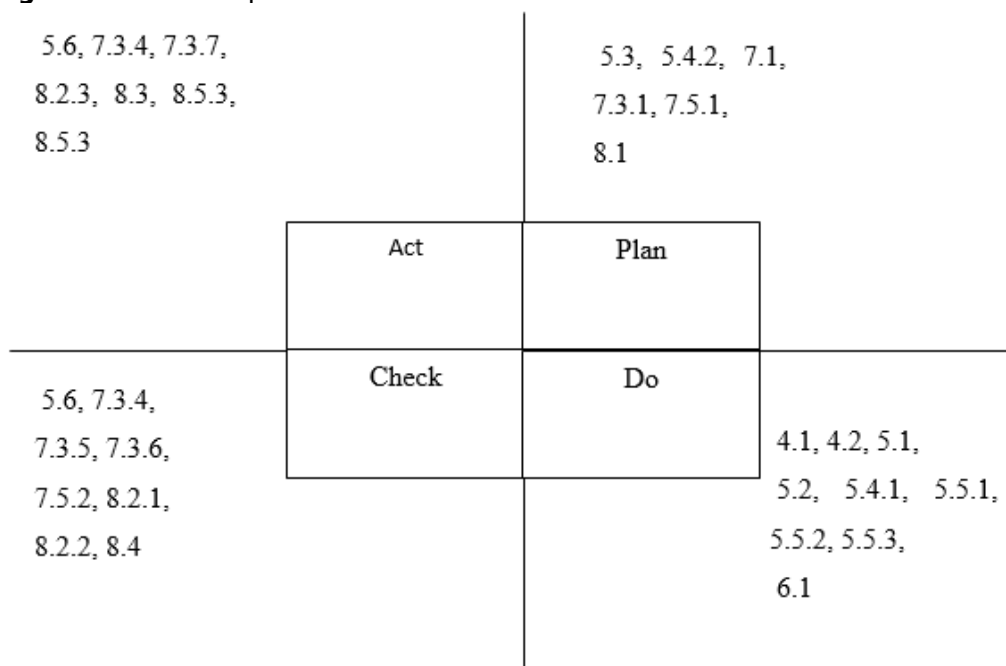 5.6, 7.3.4, 7.3.7,
8.2.3, 8.3, 8.5.3,
8.5.3
5.3, 5.4.2, 7.1,
7.3.1, 7.5.1,
8.1
Act
Plan
Check
Do
5.6, 7.3.4,
7.3.5, 7.3.6,
7.5.2, 8.2.1,
8.2.2, 8.4
4.1, 4.2, 5.1,
5.2, 5.4.1, 5.5.1,
5.5.2, 5.5.3,
6.1